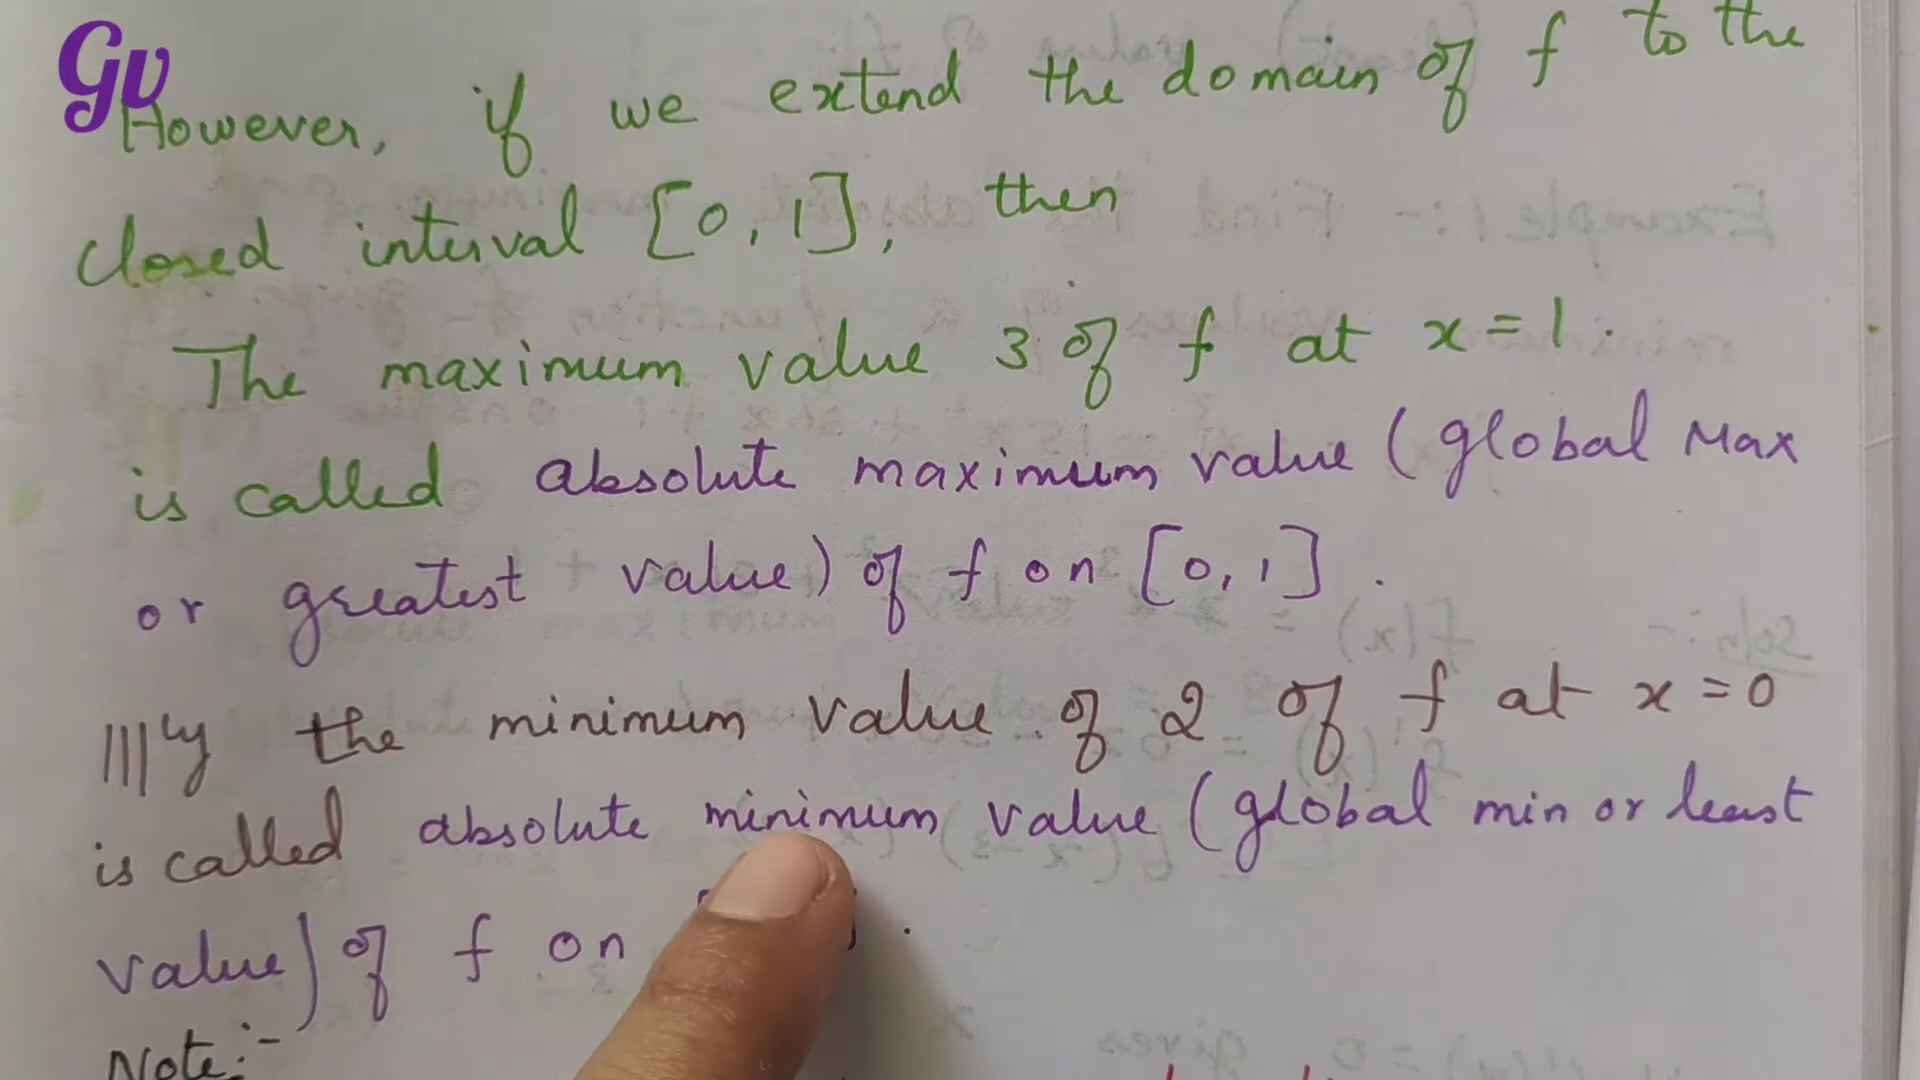 Gv
However, if we extend the domain of f to the
closed interval [0, 1], then
The maximum value 3 of f at x = 1.
is called absolute maximum value (global Max
or greatest value) of f on [0, 1].
|||ly the minimum value of 2 of f at x = 0
is called absolute minimum value (global min or least
value) of f on
Note:-